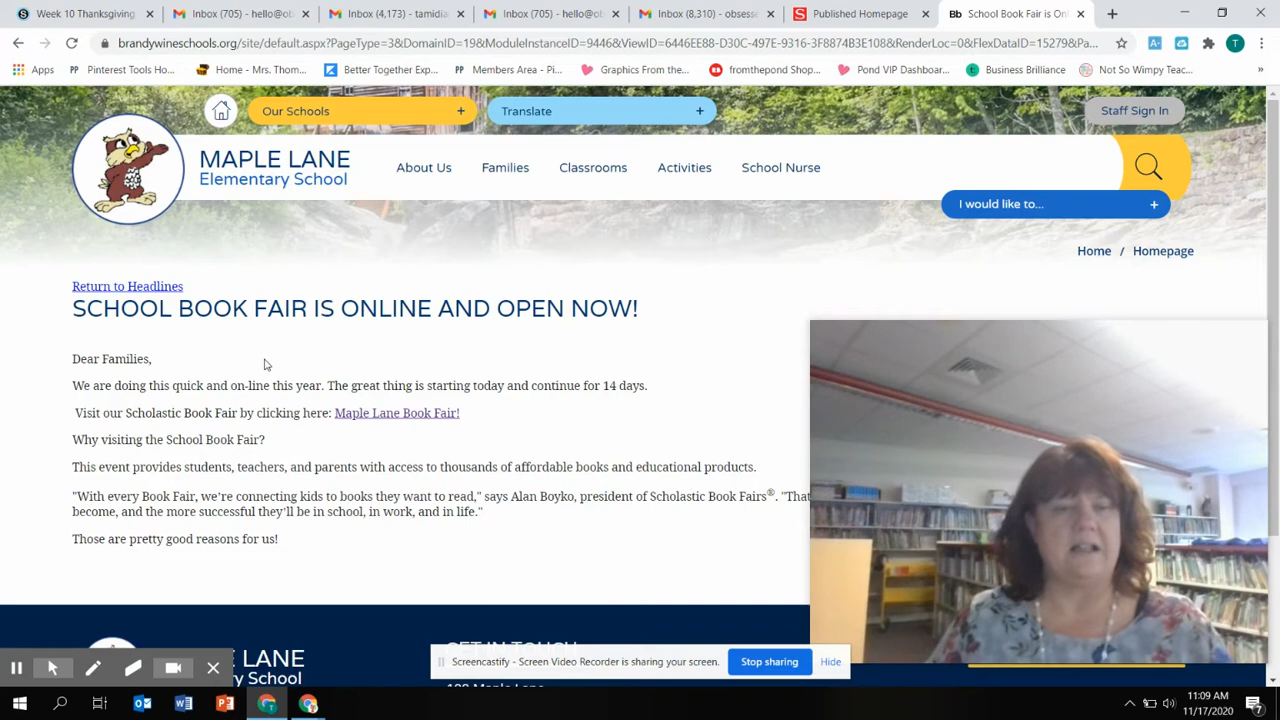 Week 10 Thanksgiving
Inbox (705) - hello@ob
Inbox (4,173) - tamidia
Inbox (705) - hello@ob
Inbox (8,310) - obsesse
Published Homepage
Bb School Book Fair is Onl
brandywineschools.org/site/default.aspx?PageType=3&DomainID=19&ModuleInstanceID=9446&ViewID=6446EE88-D30C-497E-9316-3F8874B3E108&RenderLoc=0&FlexDataID=15279&Pa...
Apps
Pinterest Tools Ho...
Home - Mrs. Thom...
Better Together Exp...
Members Area - Pi...
Graphics From the...
fromthepond Shop...
Pond VIP Dashboar...
Business Brilliance
Not So Wimpy Teac...
Our Schools +
Translate +
Staff Sign In
MAPLE LANE
Elementary School
About Us
Families
Classrooms
Activities
School Nurse
I would like to... +
Home / Homepage
Return to Headlines
SCHOOL BOOK FAIR IS ONLINE AND OPEN NOW!
Dear Families,
We are doing this quick and on-line this year. The great thing is starting today and continue for 14 days.
Visit our Scholastic Book Fair by clicking here: Maple Lane Book Fair!
Why visiting the School Book Fair?
This event provides students, teachers, and parents with access to thousands of affordable books and educational products.
"With every Book Fair, we're connecting kids to books they want to read," says Alan Boyko, president of Scholastic Book Fairs®. "That
become, and the more successful they'll be in school, in work, and in life."
Those are pretty good reasons for us!
LE LANE
entary School
GET IN TOUCH
Screencastify - Screen Video Recorder is sharing your screen.
Stop sharing
Hide
11:09 AM
11/17/2020